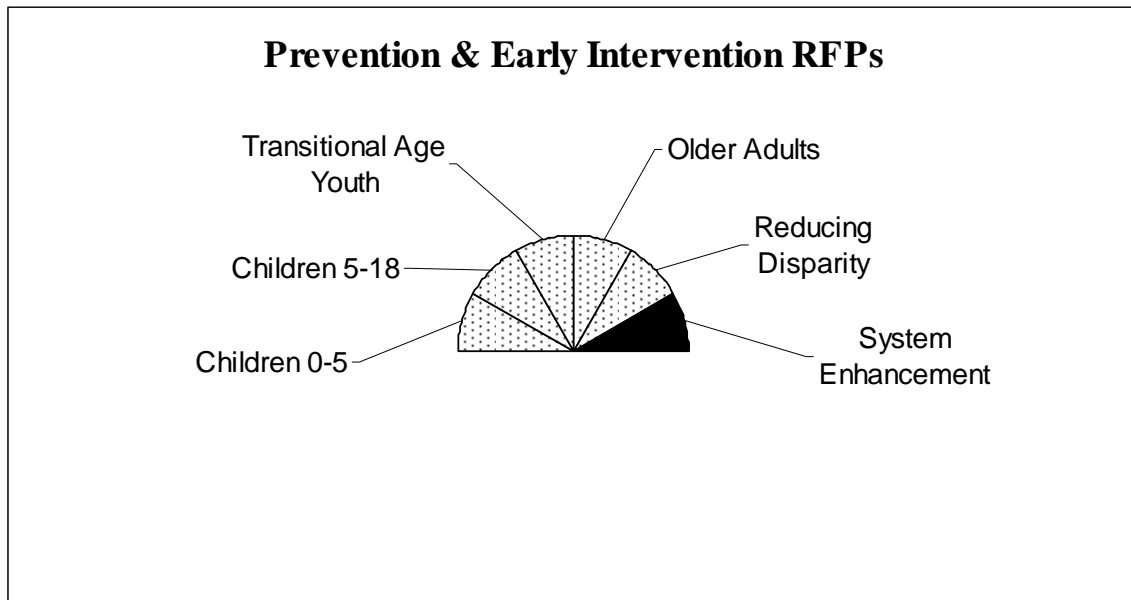 Prevention & Early Intervention RFPs
Transitional Age
Youth
Older Adults
Children 5-18
Reducing
Disparity
Children 0-5
System
Enhancement